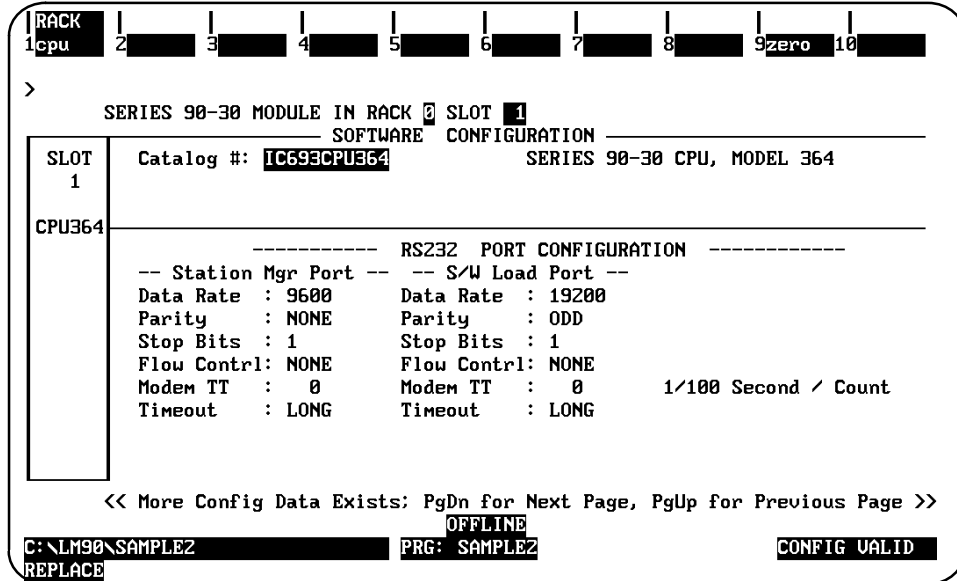 RACK
1cpu 2 3 4 5 6 7 8 9zero 10
>
SERIES 90-30 MODULE IN RACK 0 SLOT 1
SOFTWARE CONFIGURATION
SLOT Catalog #: IC693CPU364 SERIES 90-30 CPU, MODEL 364
1
CPU364
----------- RS232 PORT CONFIGURATION ------------
-- Station Mgr Port -- -- S/W Load Port --
Data Rate : 9600 Data Rate : 19200
Parity : NONE Parity : ODD
Stop Bits : 1 Stop Bits : 1
Flow Contrl: NONE Flow Contrl: NONE
Modem TT : 0 Modem TT : 0 1/100 Second / Count
Timeout : LONG Timeout : LONG
<< More Config Data Exists; PgDn for Next Page, PgUp for Previous Page >>
OFFLINE
C:\LM90\SAMPLE2 PRG: SAMPLE2 CONFIG VALID
REPLACE